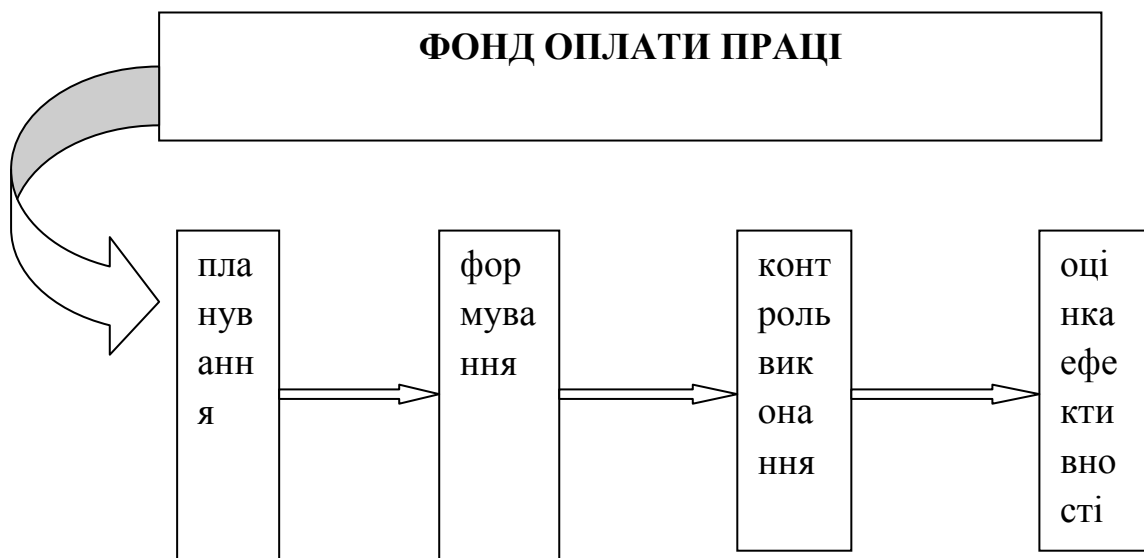 ФОНД ОПЛАТИ ПРАЦІ
пла
нув
анн
я
фор
мува
ння
конт
роль
вик
она
ння
оці
нка
ефе
кти
вно
сті